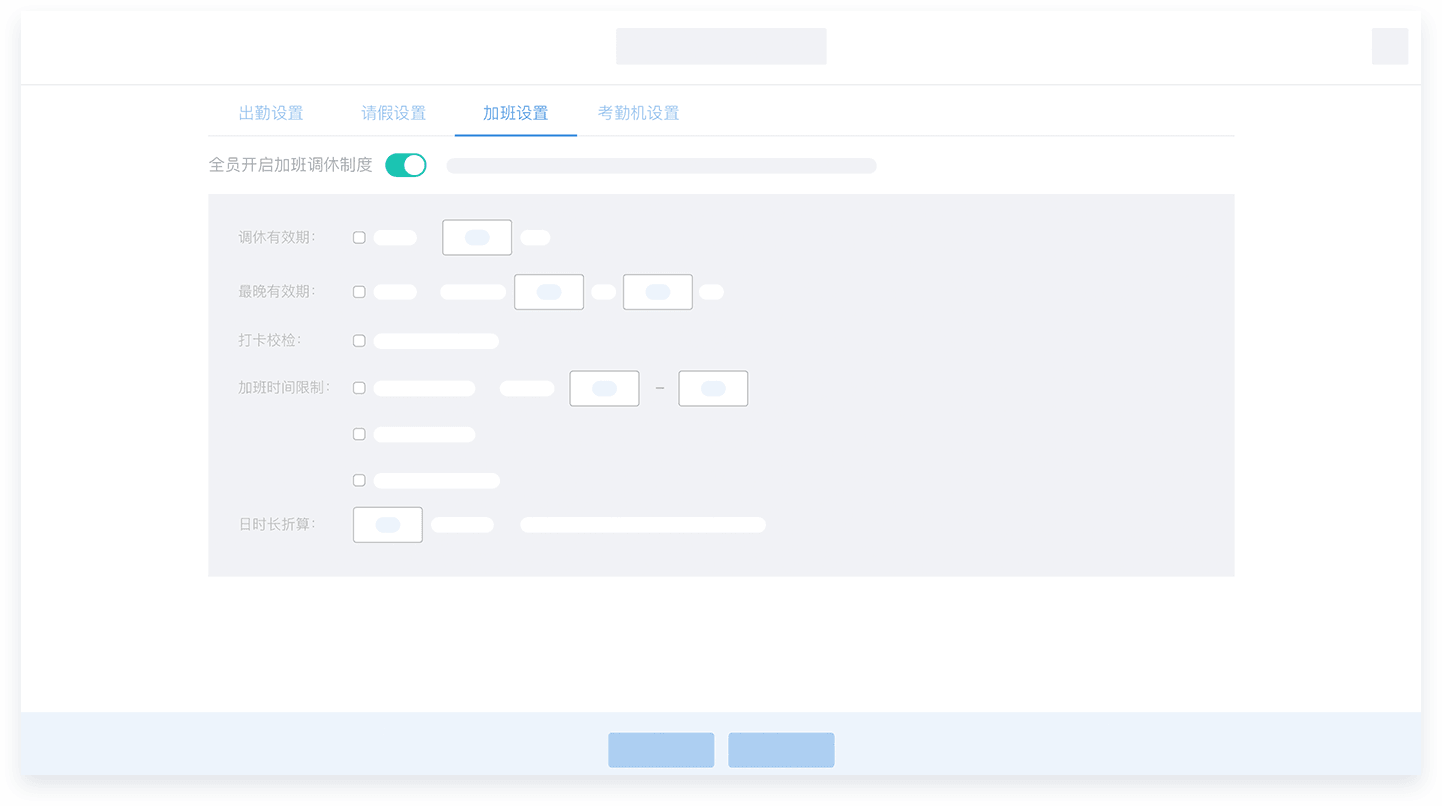 出勤设置 请假设置 加班设置 考勤机设置
全员开启加班调休制度
调休有效期:
最晚有效期:
打卡校检:
加班时间限制: –
日时长折算: